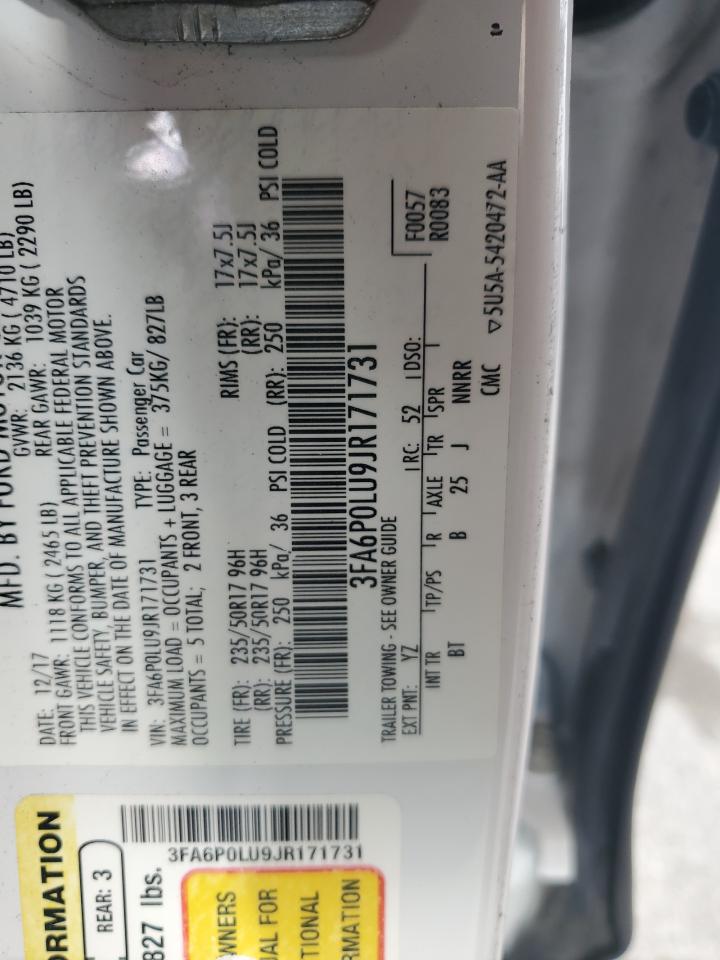 MFD. BY FORD MOTOR
DATE: 12/17 GVWR: 2136 KG ( 4710 LB)
FRONT GAWR: 1118 KG ( 2465 LB) REAR GAWR: 1039 KG ( 2290 LB)
THIS VEHICLE CONFORMS TO ALL APPLICABLE FEDERAL MOTOR
VEHICLE SAFETY, BUMPER, AND THEFT PREVENTION STANDARDS
IN EFFECT ON THE DATE OF MANUFACTURE SHOWN ABOVE.
VIN: 3FA6P0LU9JR171731 TYPE: Passenger Car
MAXIMUM LOAD = OCCUPANTS + LUGGAGE = 375KG/ 827LB
OCCUPANTS = 5 TOTAL; 2 FRONT, 3 REAR
TIRE (FR): 235/50R17 96H RIMS (FR): 17x7.5J
(RR): 235/50R17 96H (RR): 17x7.5J
PRESSURE (FR): 250 kPa/ 36 PSI COLD (RR): 250 kPa/ 36 PSI COLD
3FA6P0LU9JR171731
TRAILER TOWING - SEE OWNER GUIDE F0057
EXT PNT: YZ RC: 52 DSO: R0083
INT TR TP/PS R AXLE TR SPR
BT B 25 J NNRR
CMC ▽5U5A-5420472-AA
ORMATION
REAR: 3
827 lbs.
3FA6P0LU9JR171731
WNERS
UAL FOR
TIONAL
RMATION